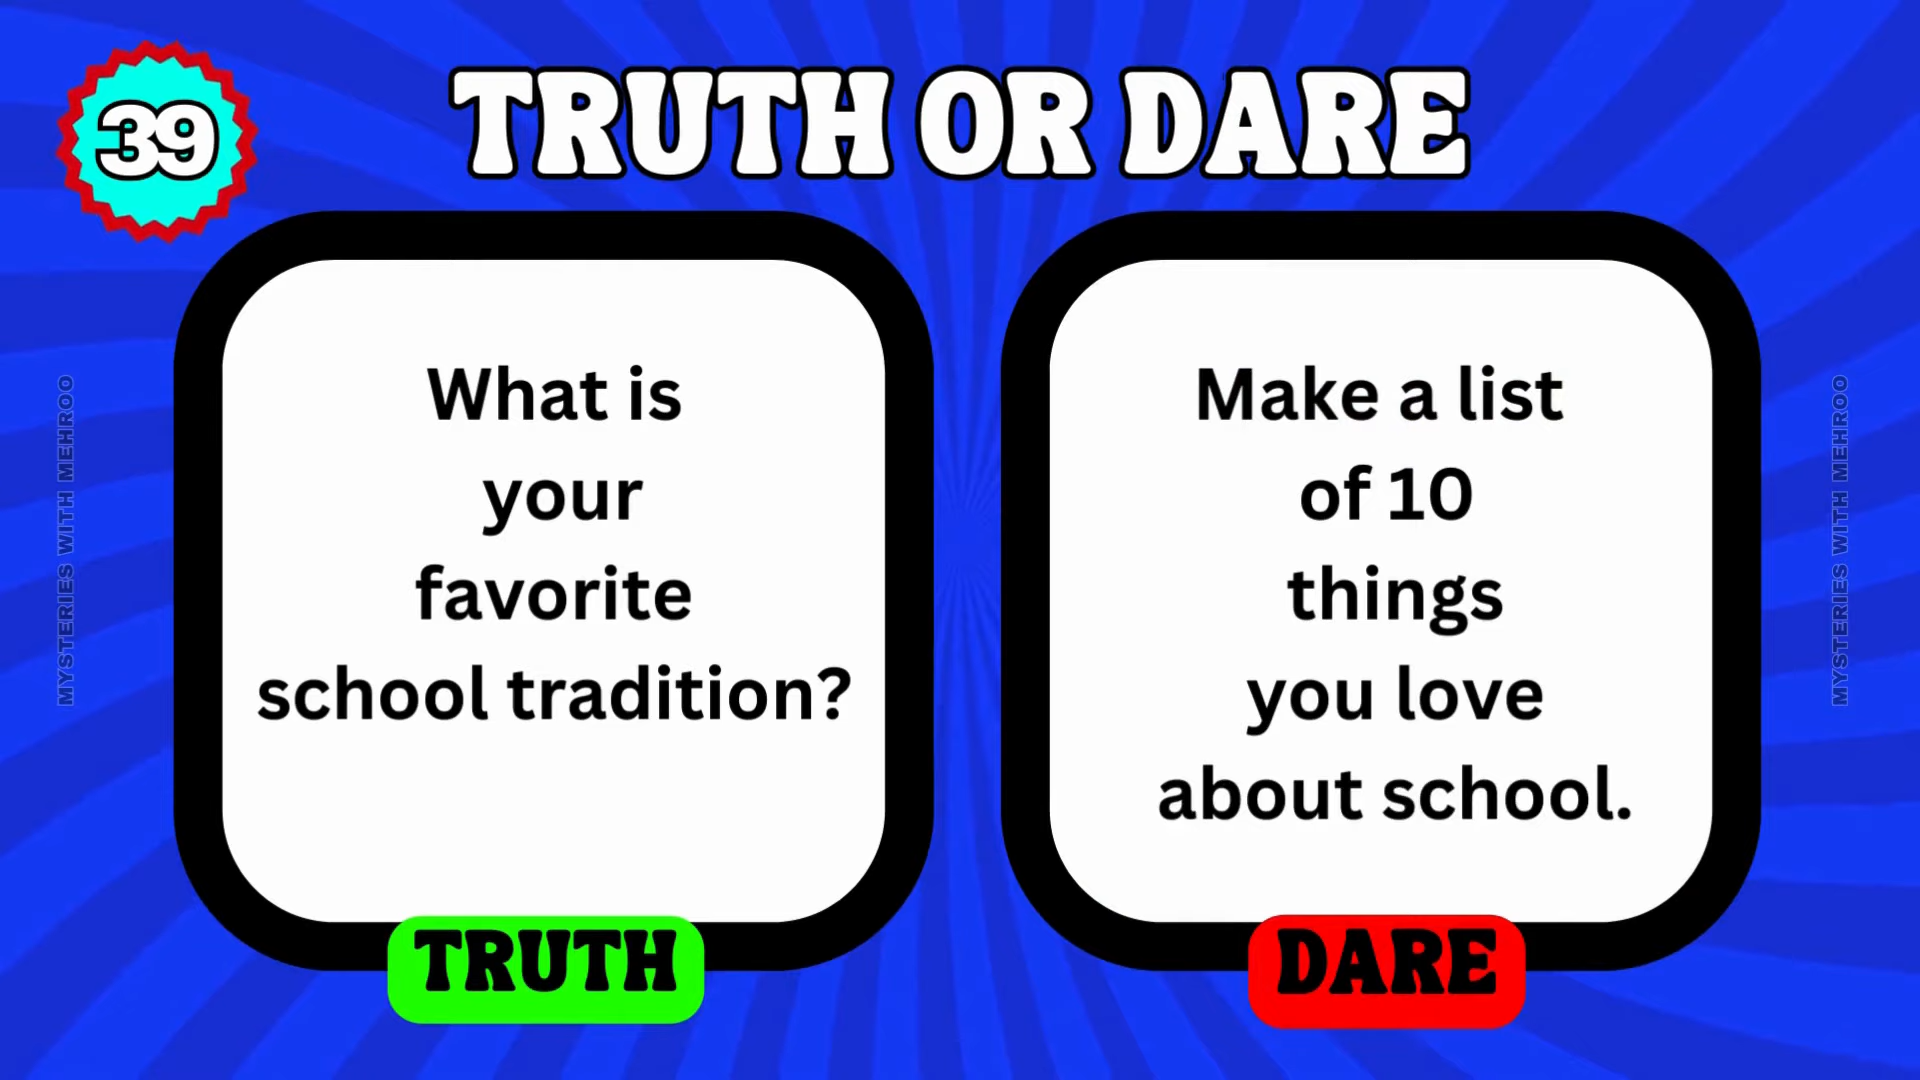 39
TRUTH OR DARE
What is
your
favorite
school tradition?
TRUTH
Make a list
of 10
things
you love
about school.
DARE
MYSTERIES WITH MEHROO
MYSTERIES WITH MEHROO